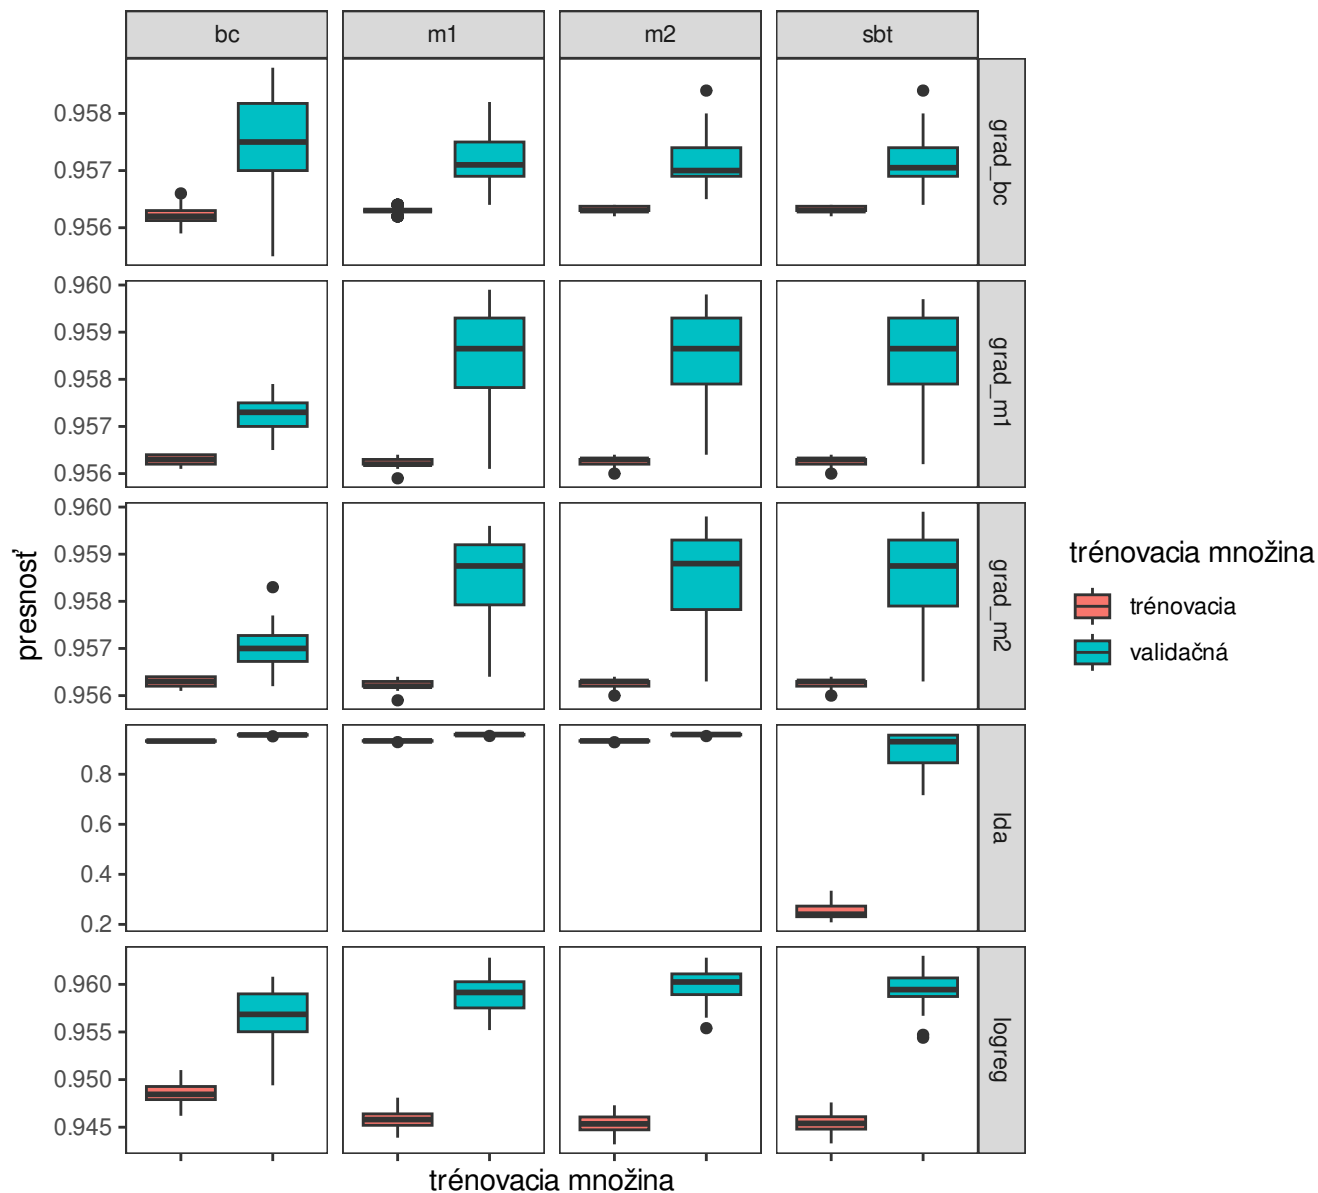 bc m1 m2 sbt
0.958
0.957
0.956
grad_bc
0.960
0.959
0.958
0.957
0.956
grad_m1
0.960
0.959
0.958
0.957
0.956
grad_m2
0.8
0.6
0.4
0.2
lda
0.960
0.955
0.950
0.945
logreg
presnosť
trénovacia množina
trénovacia množina
trénovacia
validačná